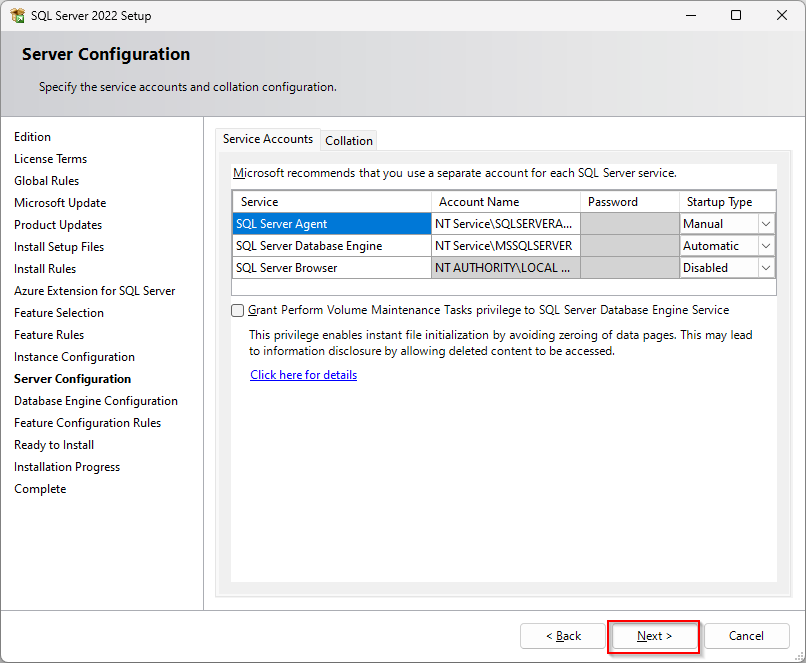 SQL Server 2022 Setup
Server Configuration
Specify the service accounts and collation configuration.
Edition
License Terms
Global Rules
Microsoft Update
Product Updates
Install Setup Files
Install Rules
Azure Extension for SQL Server
Feature Selection
Feature Rules
Instance Configuration
Server Configuration
Database Engine Configuration
Feature Configuration Rules
Ready to Install
Installation Progress
Complete
Service Accounts Collation
Microsoft recommends that you use a separate account for each SQL Server service.
Service Account Name Password Startup Type
SQL Server Agent NT Service\SQLSERVERA... Manual
SQL Server Database Engine NT Service\MSSQLSERVER Automatic
SQL Server Browser NT AUTHORITY\LOCAL ... Disabled
Grant Perform Volume Maintenance Tasks privilege to SQL Server Database Engine Service
This privilege enables instant file initialization by avoiding zeroing of data pages. This may lead
to information disclosure by allowing deleted content to be accessed.
Click here for details
< Back Next > Cancel